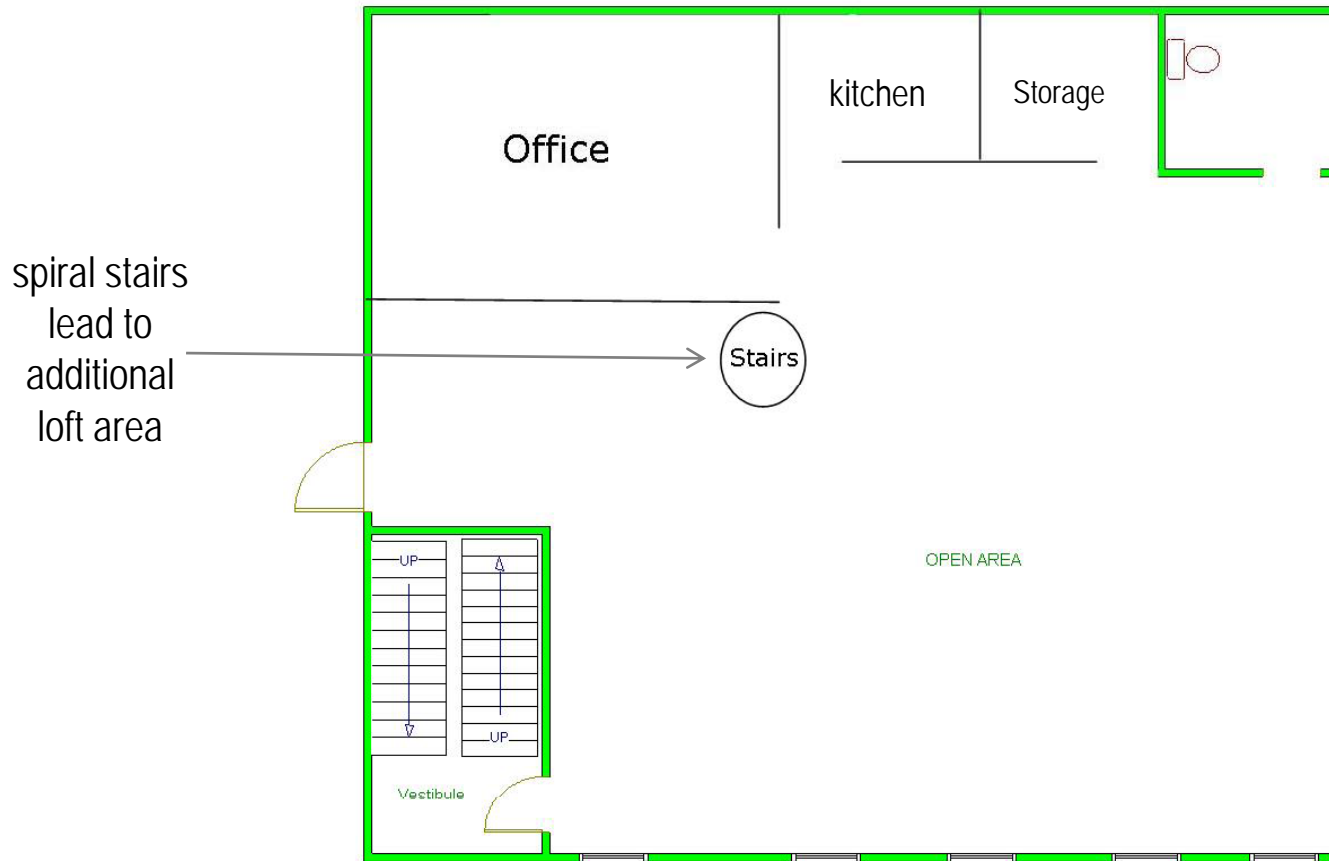 kitchen
Storage
Office
spiral stairs
lead to
additional
loft area
Stairs
UP
OPEN AREA
UP
Vestibule